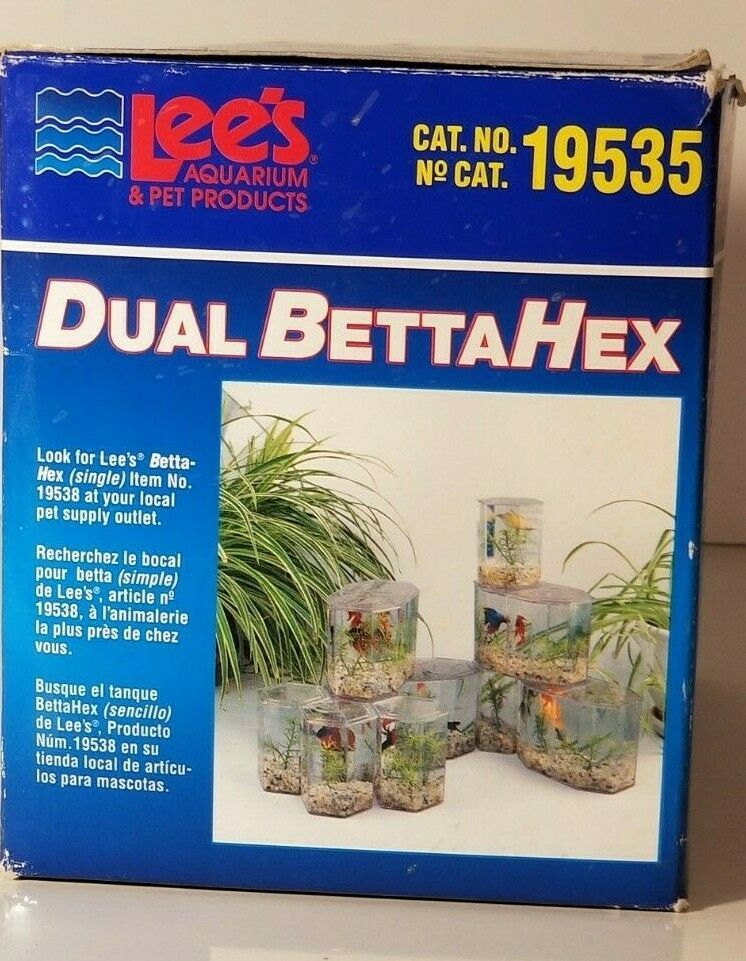 Lee's®
AQUARIUM
& PET PRODUCTS
CAT. NO. 19535
Nº CAT.
DUAL BETTAHEX
Look for Lee's® Betta-
Hex (single) Item No.
19538 at your local
pet supply outlet.
Recherchez le bocal
pour betta (simple)
de Lee's®, article nº
19538, à l'animalerie
la plus près de chez
vous.
Busque el tanque
BettaHex (sencillo)
de Lee's®, Producto
Núm.19538 en su
tienda local de artícu-
los para mascotas.